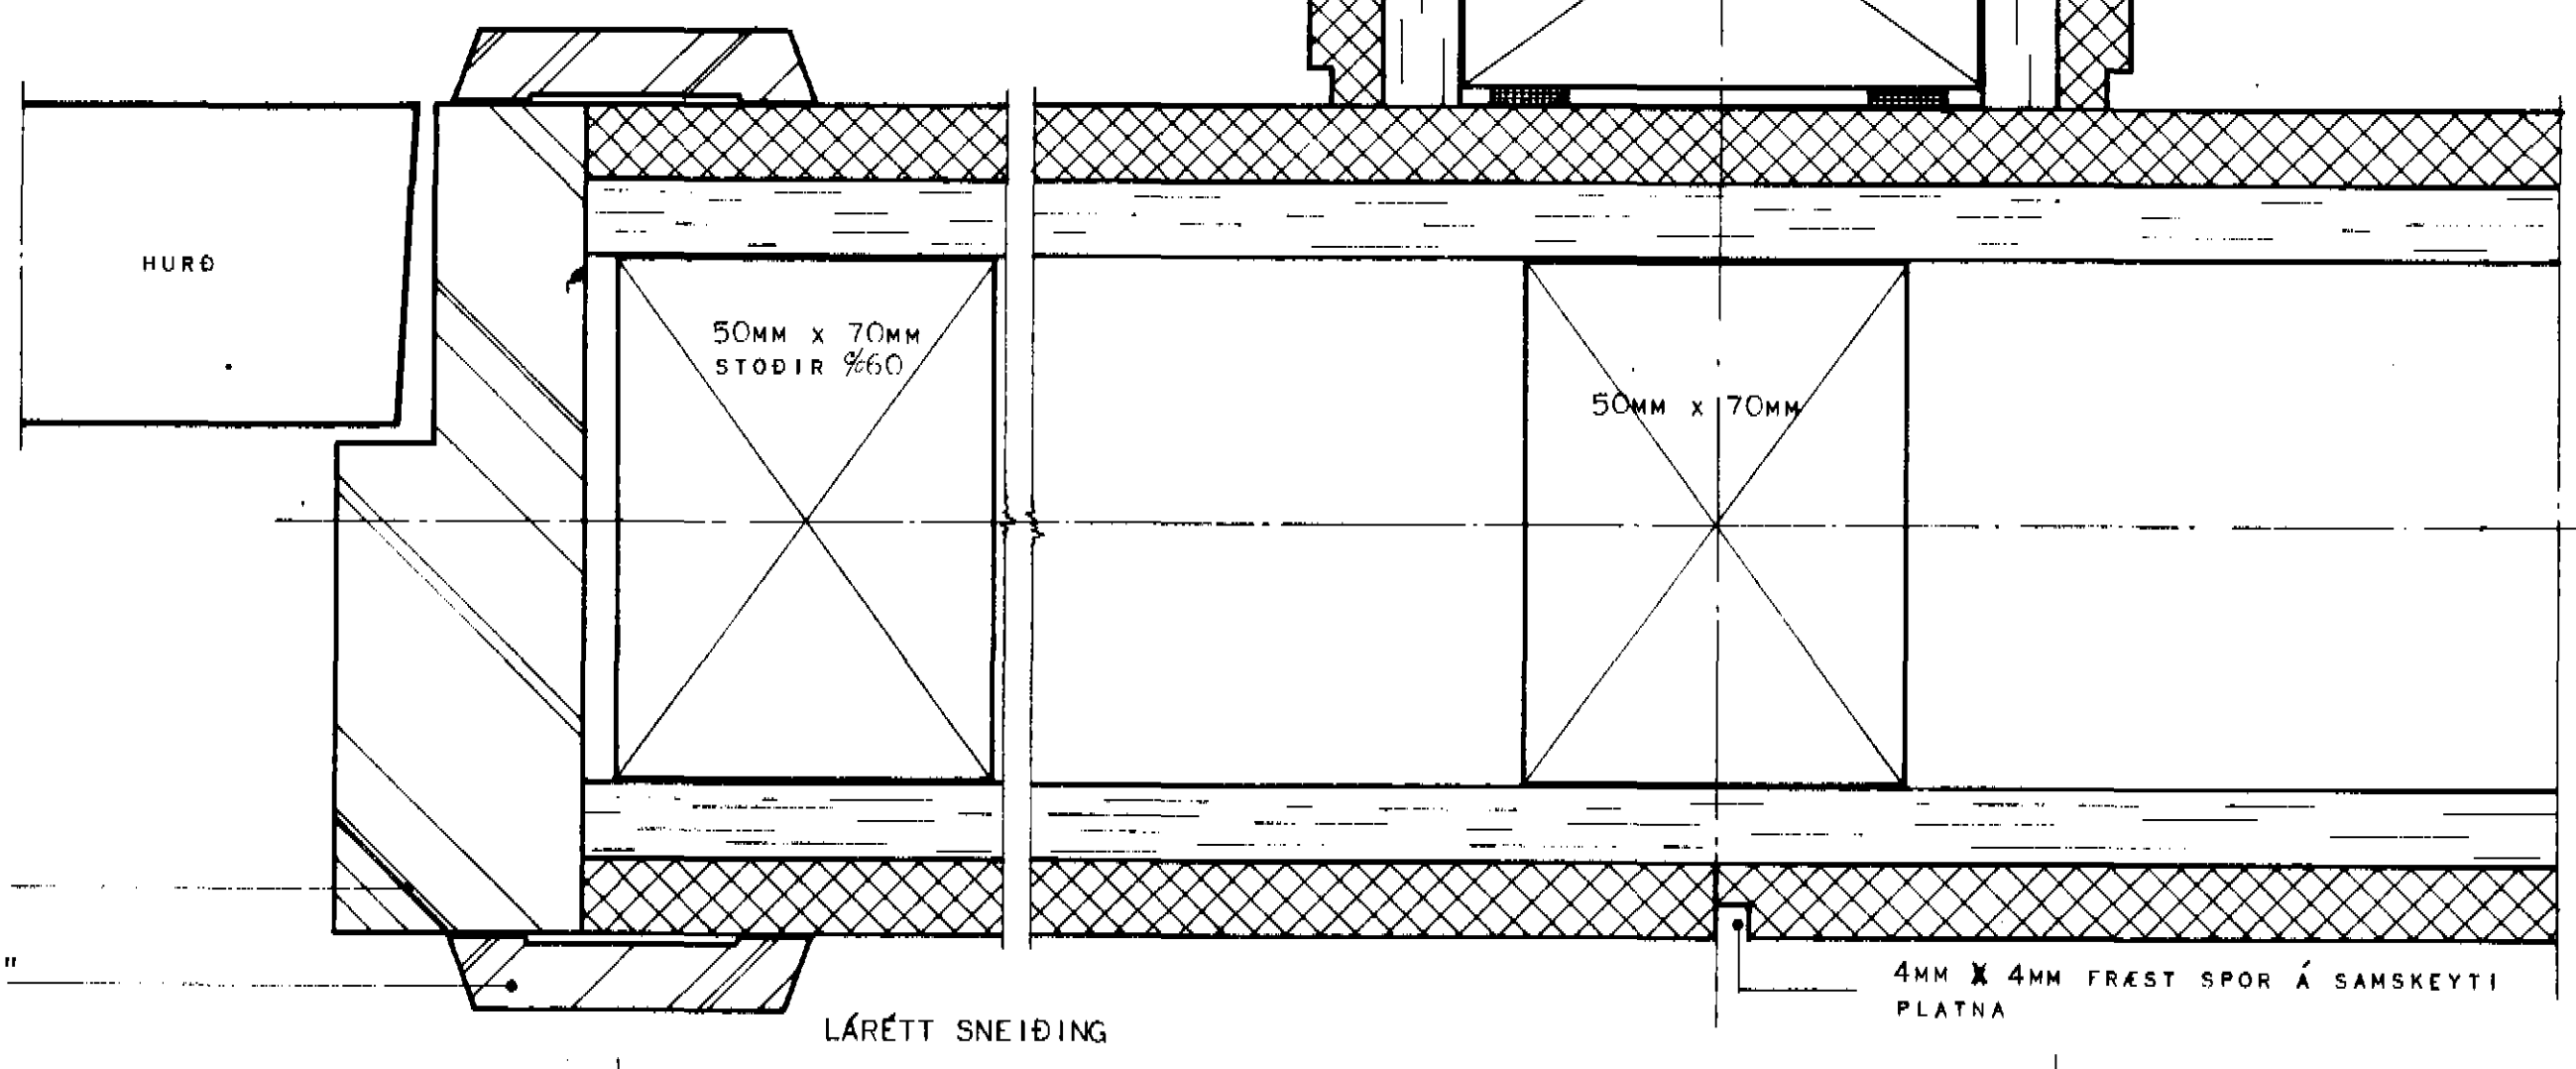 HURÐ
50MM X 70MM
STOÐIR %60
50MM X 70MM
"
4MM X 4MM FRÆST SPOR Á SAMSKEYTI
PLATNA
LÁRÉTT SNEIÐING